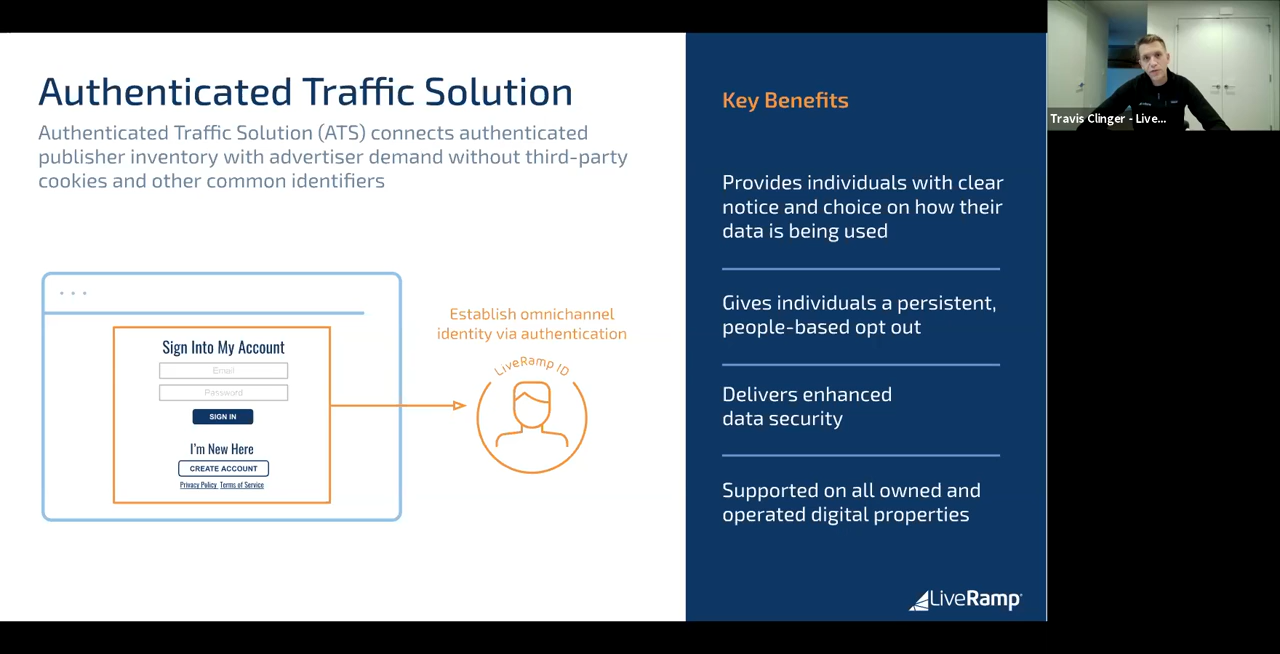 Authenticated Traffic Solution
Authenticated Traffic Solution (ATS) connects authenticated
publisher inventory with advertiser demand without third-party
cookies and other common identifiers
Sign Into My Account
Email
Password
SIGN IN
I'm New Here
CREATE ACCOUNT
Privacy Policy Terms of Service
Establish omnichannel
identity via authentication
LiveRamp ID
Key Benefits
Provides individuals with clear
notice and choice on how their
data is being used
Gives individuals a persistent,
people-based opt out
Delivers enhanced
data security
Supported on all owned and
operated digital properties
LiveRamp
Travis Clinger - Live...